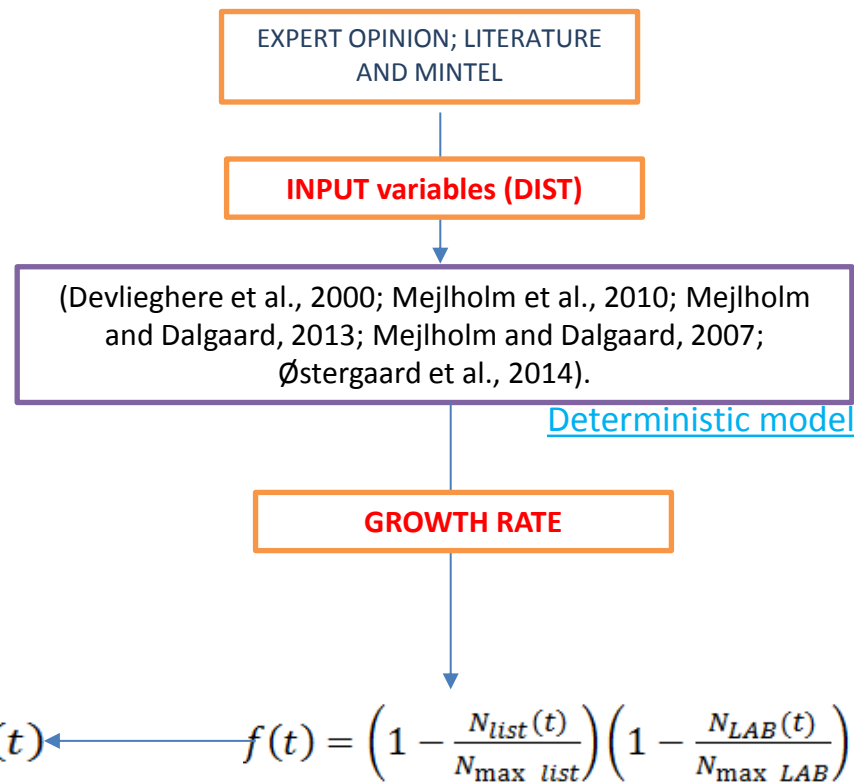 EXPERT OPINION; LITERATURE
AND MINTEL
INPUT variables (DIST)
(Devlieghere et al., 2000; Mejlholm et al., 2010; Mejlholm
and Dalgaard, 2013; Mejlholm and Dalgaard, 2007;
Østergaard et al., 2014).
Deterministic model
GROWTH RATE
(t) f(t) = (1 - N_list(t)/N_max list)(1 - N_LAB(t)/N_max LAB)